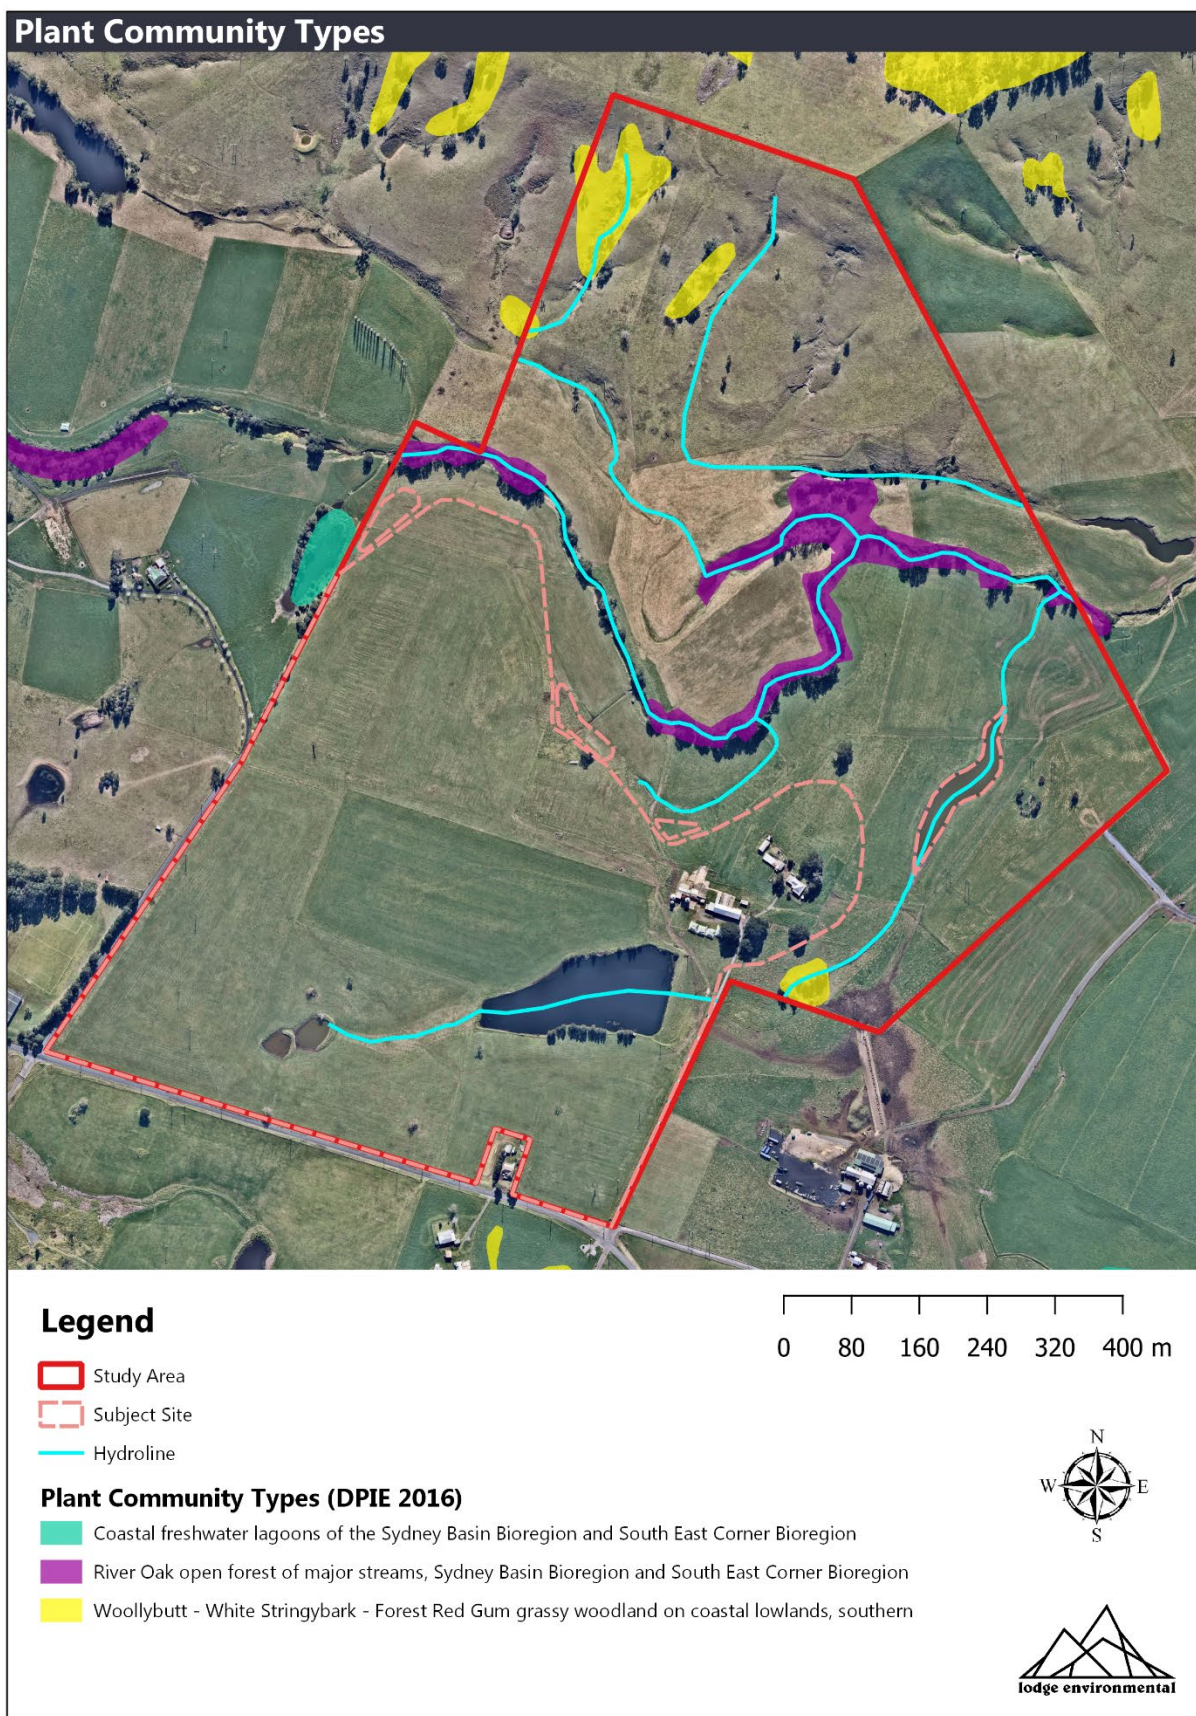 Plant Community Types
Legend
Study Area
Subject Site
Hydroline
Plant Community Types (DPIE 2016)
Coastal freshwater lagoons of the Sydney Basin Bioregion and South East Corner Bioregion
River Oak open forest of major streams, Sydney Basin Bioregion and South East Corner Bioregion
Woollybutt - White Stringybark - Forest Red Gum grassy woodland on coastal lowlands, southern
0 80 160 240 320 400 m
N
W E
S
lodge environmental